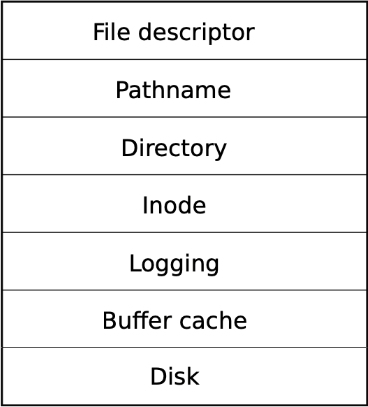 File descriptor
Pathname
Directory
Inode
Logging
Buffer cache
Disk